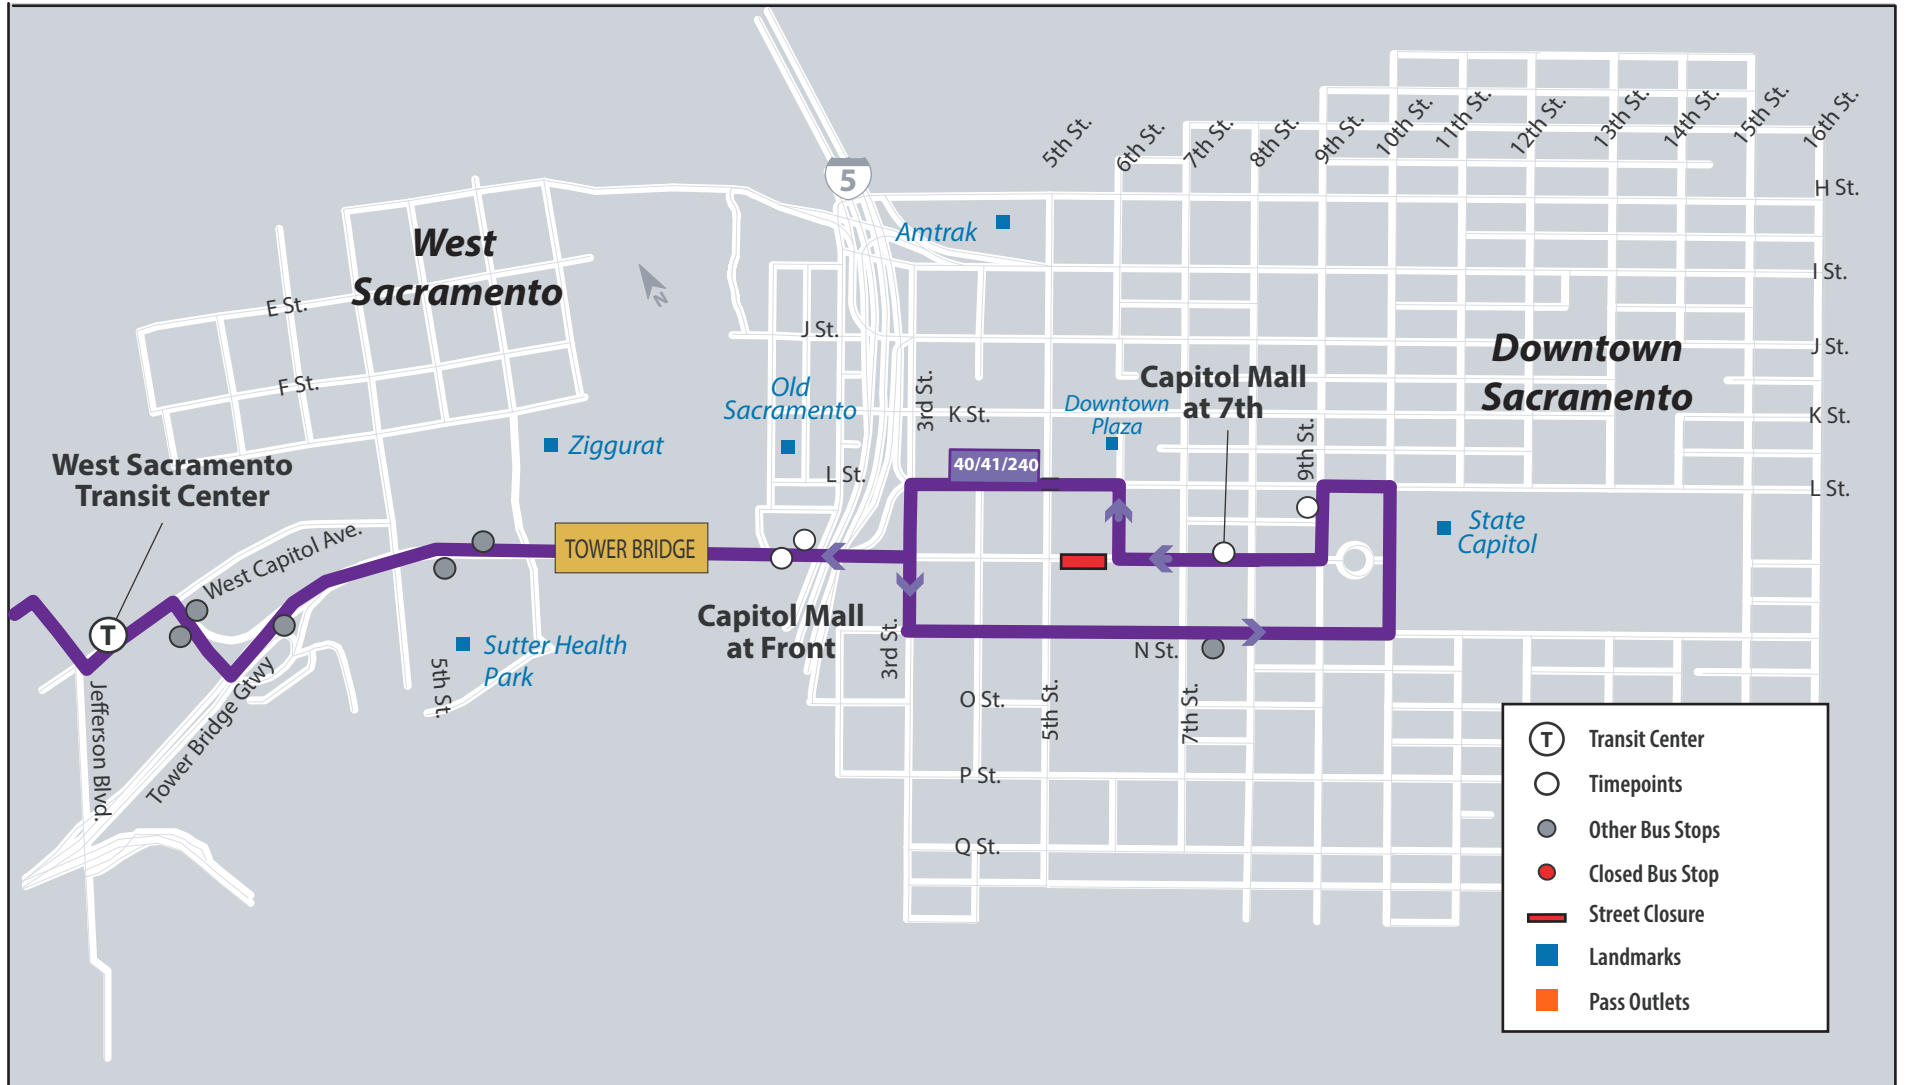 5th St.
6th St.
7th St.
8th St.
9th St.
10th St.
11th St.
12th St.
13th St.
14th St.
15th St.
16th St.
H St.
5
Amtrak
West
Sacramento
N
I St.
E St.
J St.
J St.
Downtown
Sacramento
F St.
Old
Sacramento
3rd St.
K St.
Downtown
Plaza
Capitol Mall
at 7th
K St.
Ziggurat
West Sacramento
Transit Center
L St.
40/41/240
9th St.
L St.
State
Capitol
West Capitol Ave.
TOWER BRIDGE
T
Capitol Mall
at Front
Sutter Health
Park
3rd St.
N St.
5th St.
Jefferson Blvd.
Tower Bridge Gtwy
O St.
5th St.
7th St.
P St.
Q St.
T
Transit Center
Timepoints
Other Bus Stops
Closed Bus Stop
Street Closure
Landmarks
Pass Outlets